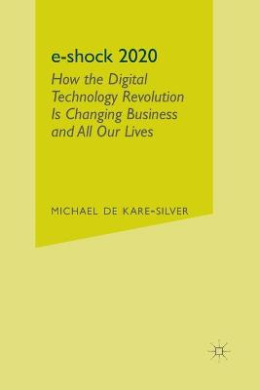 e-shock 2020
How the Digital
Technology Revolution
Is Changing Business
and All Our Lives
MICHAEL DE KARE-SILVER